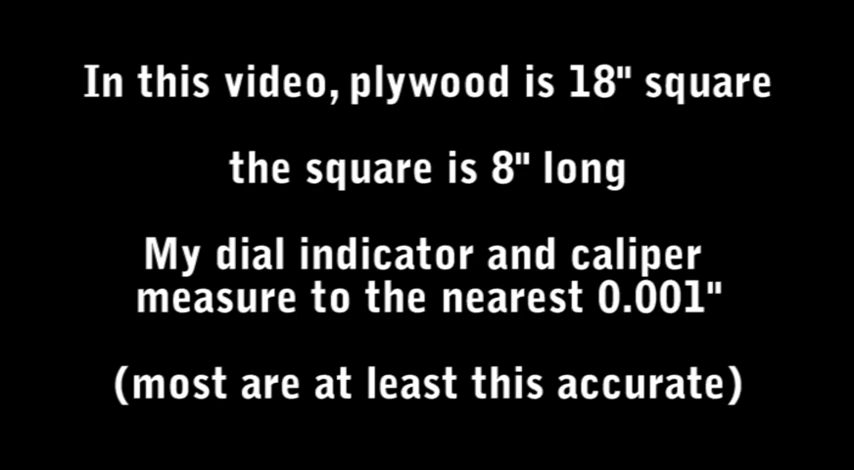 In this video, plywood is 18" square
the square is 8" long
My dial indicator and caliper
measure to the nearest 0.001"
(most are at least this accurate)